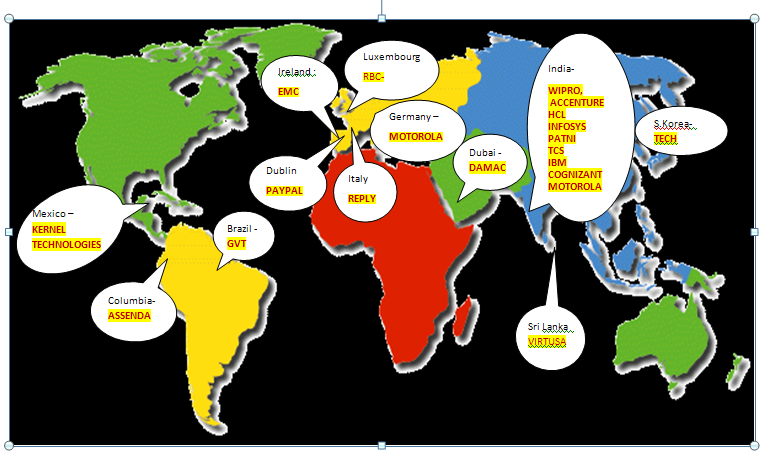 Luxembourg
RBC-
Ireland :
EMC
Germany –
MOTOROLA
India-
WIPRO,
ACCENTURE
HCL
INFOSYS
PATNI
TCS
IBM
COGNIZANT
MOTOROLA
S.Korea-
TECH
Dubai -
DAMAC
Dublin
PAYPAL
Italy
REPLY
Mexico –
KERNEL
TECHNOLOGIES
Brazil -
GVT
Columbia-
ASSENDA
Sri Lanka
VIRTUSA